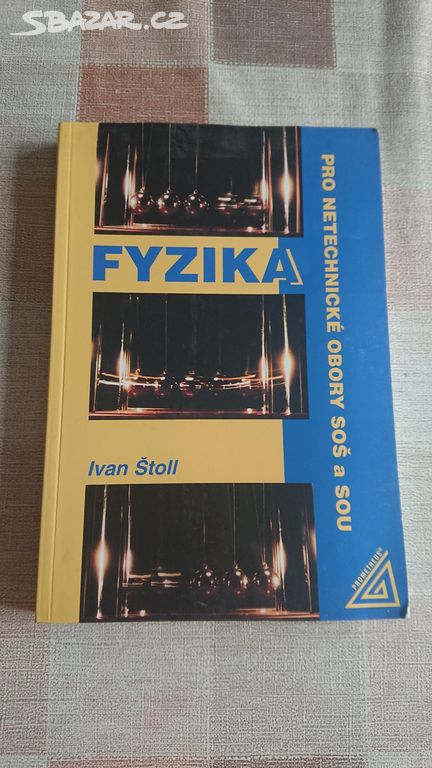 SBAZAR.CZ
FYZIKA
PRO NETECHNICKÉ OBORY SOŠ a SOU
Ivan Štoll
PROMETHEUS